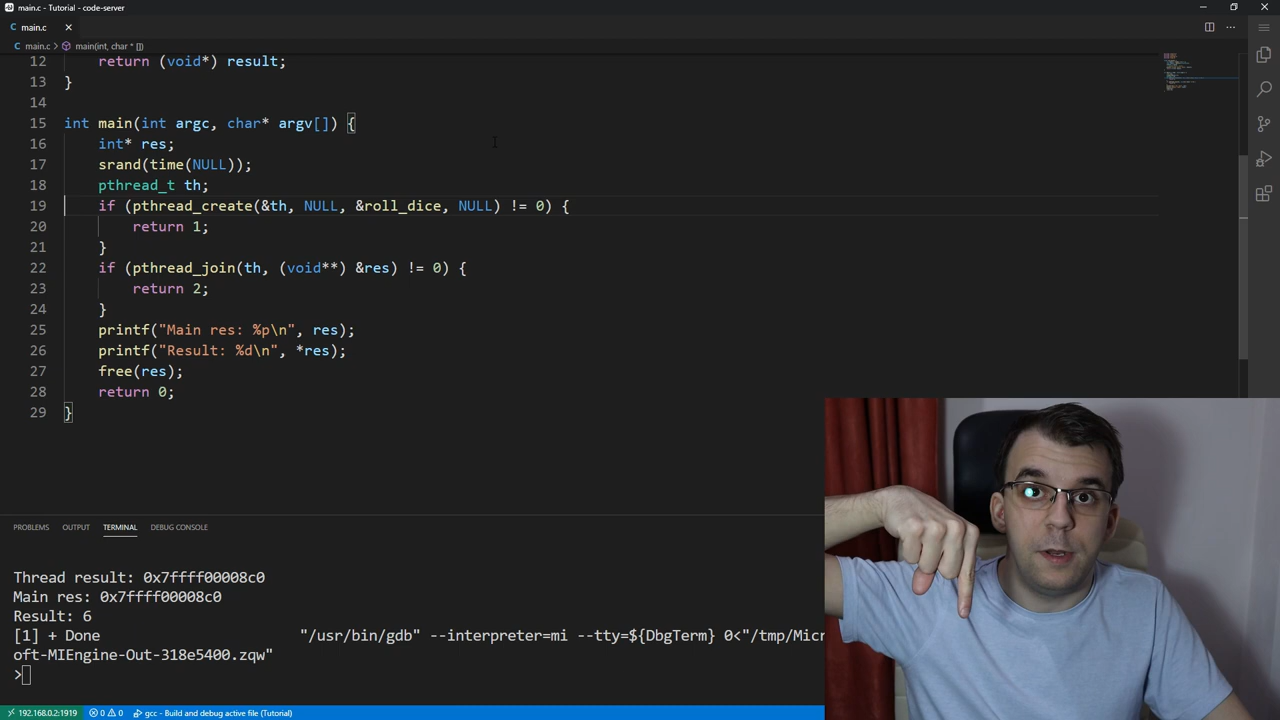 main.c - Tutorial - code-server
main.c
main.c > main(int, char * [])
12 return (void*) result;
13 }
14
15 int main(int argc, char* argv[]) {
16 int* res;
17 srand(time(NULL));
18 pthread_t th;
19 if (pthread_create(&th, NULL, &roll_dice, NULL) != 0) {
20 return 1;
21 }
22 if (pthread_join(th, (void**) &res) != 0) {
23 return 2;
24 }
25 printf("Main res: %p\n", res);
26 printf("Result: %d\n", *res);
27 free(res);
28 return 0;
29 }
PROBLEMS OUTPUT TERMINAL DEBUG CONSOLE
Thread result: 0x7ffff00008c0
Main res: 0x7ffff00008c0
Result: 6
[1] + Done "/usr/bin/gdb" --interpreter=mi --tty=${DbgTerm} 0<"/tmp/Micr
oft-MIEngine-Out-318e5400.zqw"
>
192.168.0.2:1919 0 0 gcc - Build and debug active file (Tutorial)